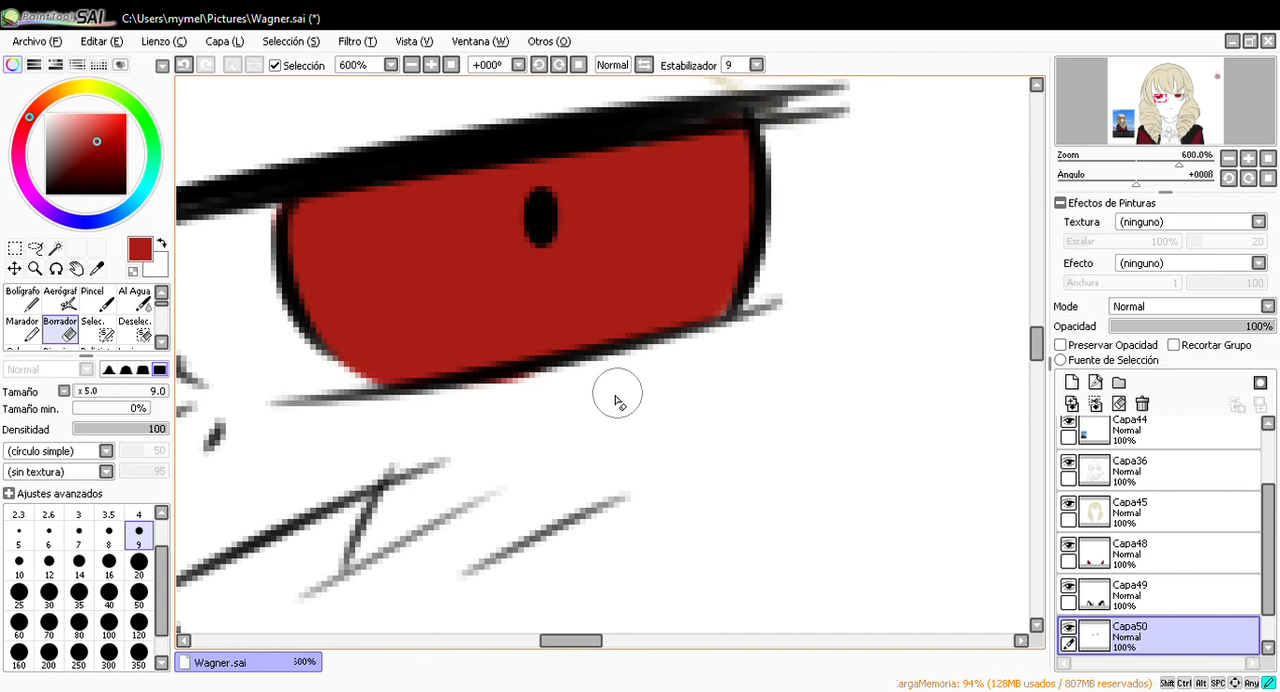 PaintTool SAI C:\Users\mymel\Pictures\Wagner.sai (*)
Archivo (F) Editar (E) Lienzo (C) Capa (L) Selección (S) Filtro (T) Vista (V) Ventana (W) Otros (O)
Selección 600% +000º Normal Estabilizador 9
Zoom 600.0%
Àngulo +000ß
Efectos de Pinturas
Textura (ninguno)
Escalar 100% 20
Efecto (ninguno)
Anchura 1 100
Mode Normal
Opacidad 100%
Preservar Opacidad Recortar Grupo
Fuente de Selección
Bolígrafo Aerógraf Pincel Al Agua
Marador Borrador Selec. Deselec.
Normal
Tamaño x 5.0 9.0
Tamaño min. 0%
Densitidad 100
(círculo simple) 50
(sin textura) 95
Ajustes avanzados
2.3 2.6 3 3.5 4
5 6 7 8 9
10 12 14 16 20
25 30 35 40 50
60 70 80 100 120
160 200 250 300 350
Capa44
Normal
100%
Capa36
Normal
100%
Capa45
Normal
100%
Capa48
Normal
100%
Capa49
Normal
100%
Capa50
Normal
100%
Wagner.sai 600%
CargaMemoria: 94% (128MB usados / 807MB reservados) Shift Ctrl Alt SPC Any